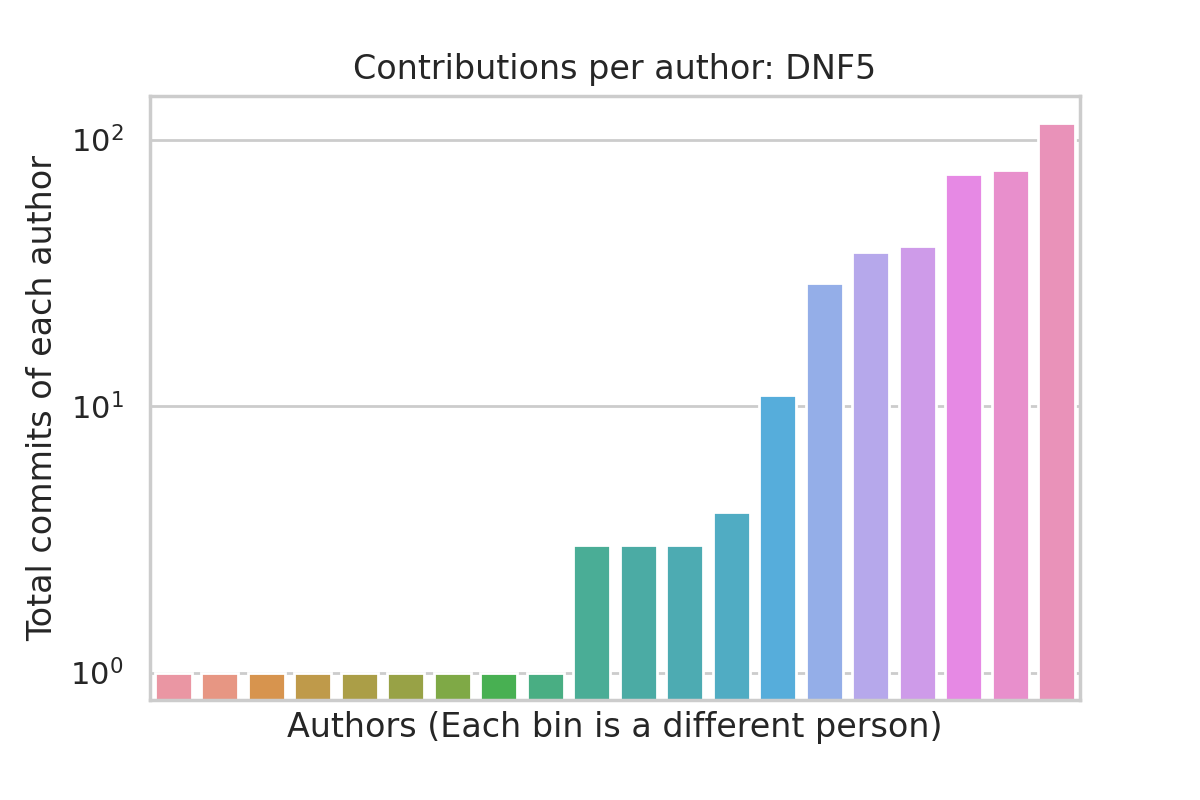 Contributions per author: DNF5
Total commits of each author
10²
10¹
10⁰
Authors (Each bin is a different person)